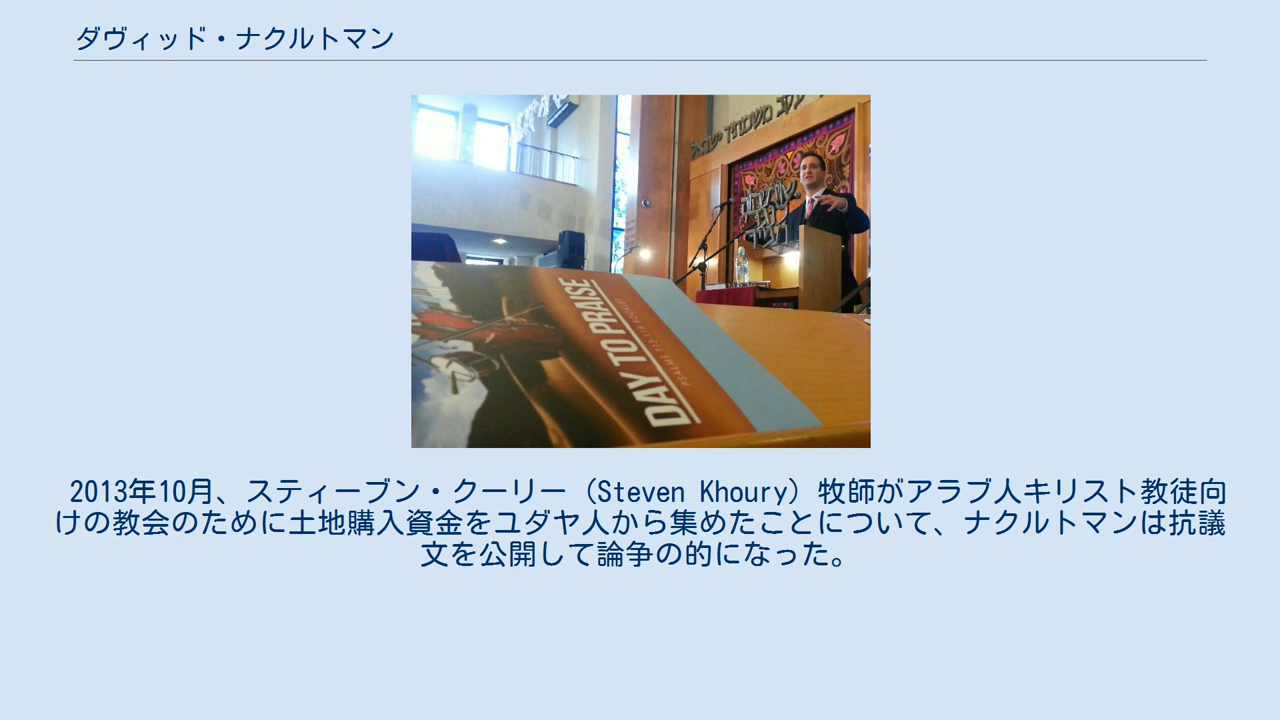 ダヴィッド・ナクルトマン
DAY TO PRAISE
2013年10月、スティーブン・クーリー（Steven Khoury）牧師がアラブ人キリスト教徒向
けの教会のために土地購入資金をユダヤ人から集めたことについて、ナクルトマンは抗議
文を公開して論争の的になった。